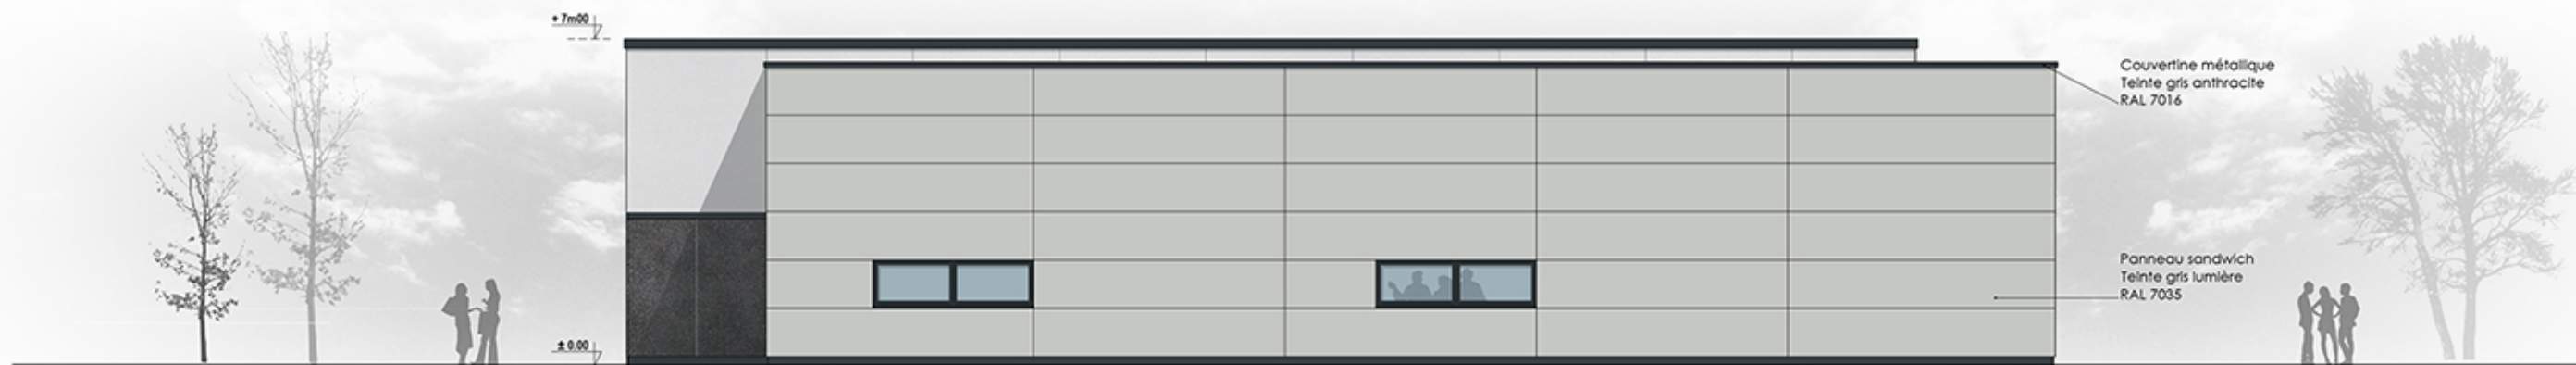 + 7m00
Couvertine métallique
Teinte gris anthracite
RAL 7016
Panneau sandwich
Teinte gris lumière
RAL 7035
± 0.00